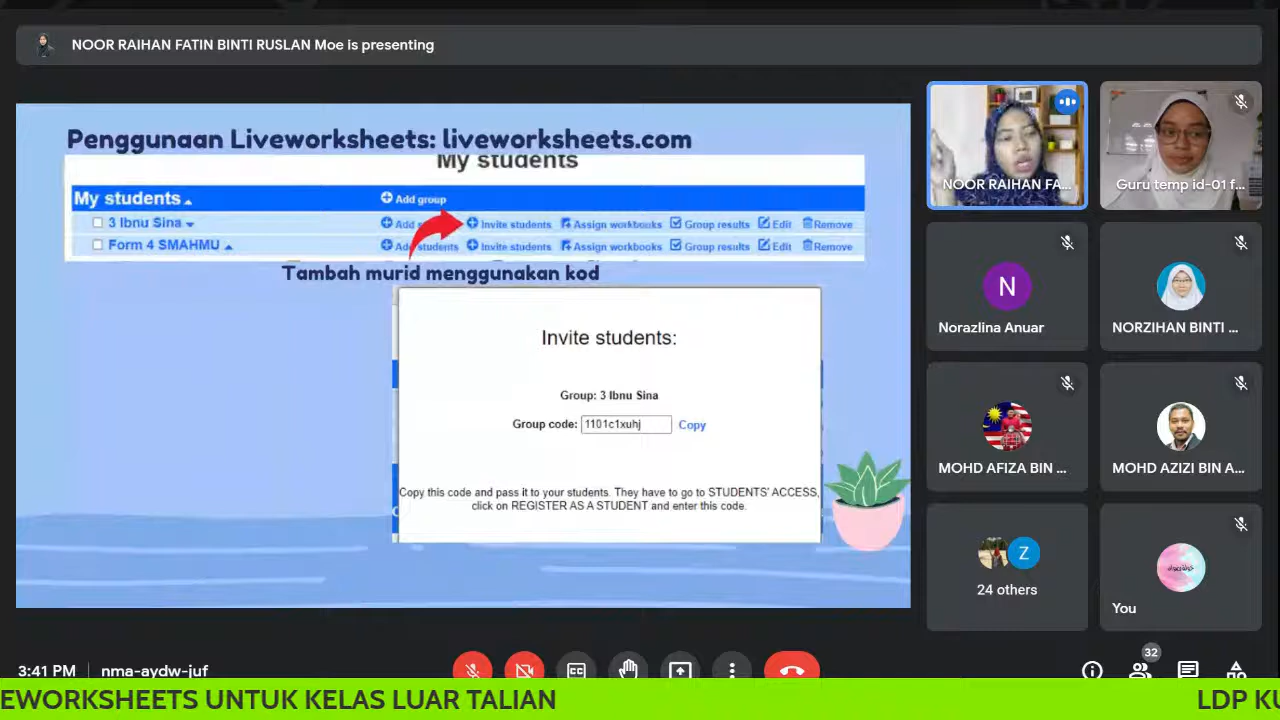 NOOR RAIHAN FATIN BINTI RUSLAN Moe is presenting
Penggunaan Liveworksheets: liveworksheets.com
My students
My students Add group
3 Ibnu Sina Add Invite students Assign workbooks Group results Edit Remove
Form 4 SMAHMU Add students Invite students Assign workbooks Group results Edit Remove
Tambah murid menggunakan kod
Invite students:
Group: 3 Ibnu Sina
Group code: 1101c1xuhj Copy
Copy this code and pass it to your students. They have to go to STUDENTS' ACCESS,
click on REGISTER AS A STUDENT and enter this code.
NOOR RAIHAN FA...
Guru temp id-01 f...
N
Norazlina Anuar
NORZIHAN BINTI ...
MOHD AFIZA BIN ...
MOHD AZIZI BIN A...
Z
24 others
You
3:41 PM | nma-aydw-juf
CC
32
EWORKSHEETS UNTUK KELAS LUAR TALIAN
LDP KU